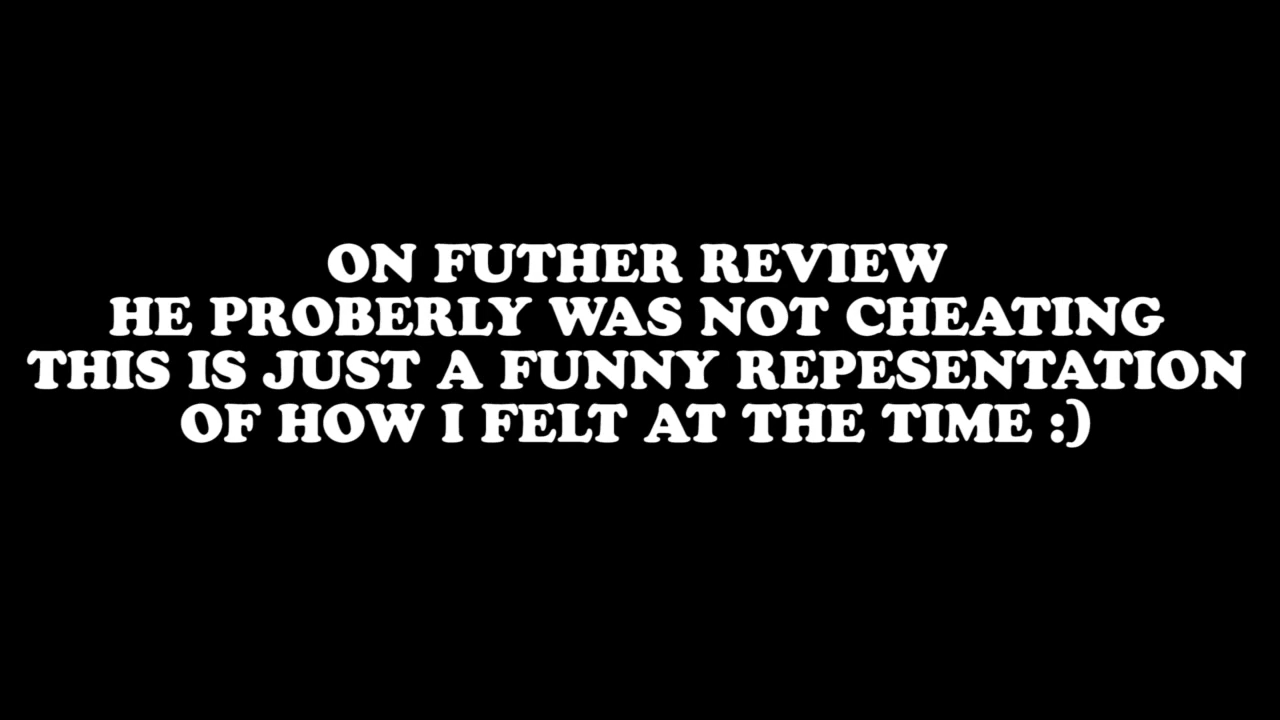 ON FUTHER REVIEW
HE PROBERLY WAS NOT CHEATING
THIS IS JUST A FUNNY REPESENTATION
OF HOW I FELT AT THE TIME :)